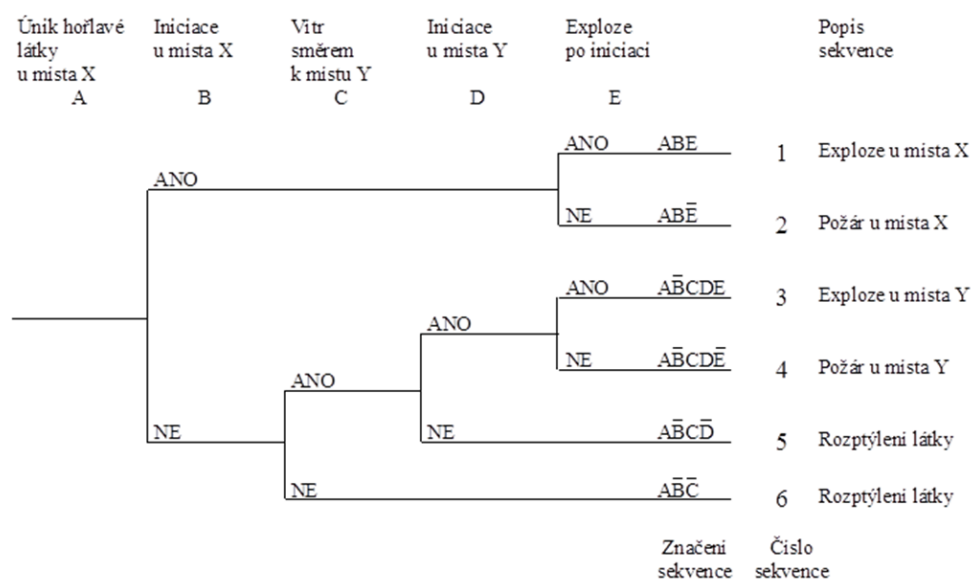 Únik hořlavé látky u místa X
A
Iniciace u místa X
B
Vítr směrem k místu Y
C
Iniciace u místa Y
D
Exploze po iniciaci
E
Popis sekvence
ANO ABE 1 Exploze u místa X
ANO
NE ABE̅ 2 Požár u místa X
ANO AB̅CDE 3 Exploze u místa Y
ANO
NE AB̅CDE̅ 4 Požár u místa Y
ANO
NE NE AB̅CD̅ 5 Rozptýlení látky
NE AB̅C̅ 6 Rozptýlení látky
Značení sekvence
Číslo sekvence